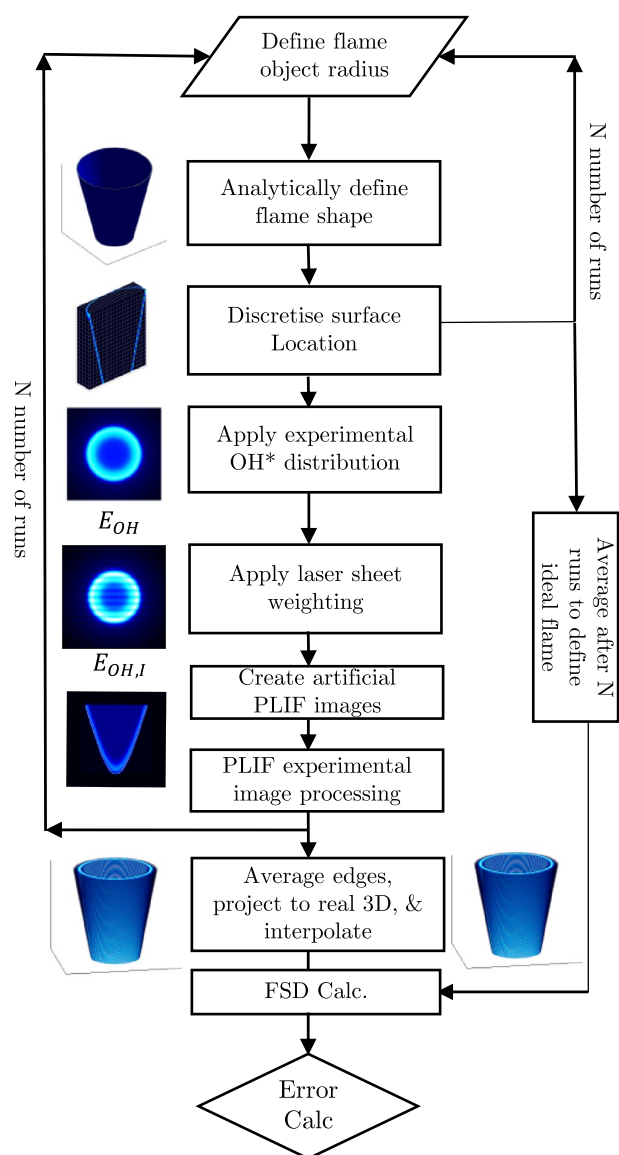 Define flame
object radius
Analytically define
flame shape
Discretise surface
Location
Apply experimental
OH* distribution
E_OH
Apply laser sheet
weighting
E_OH,I
Create artificial
PLIF images
PLIF experimental
image processing
Average edges,
project to real 3D, &
interpolate
FSD Calc.
Error
Calc
N number of runs
N number of runs
Average after N
runs to define
ideal flame